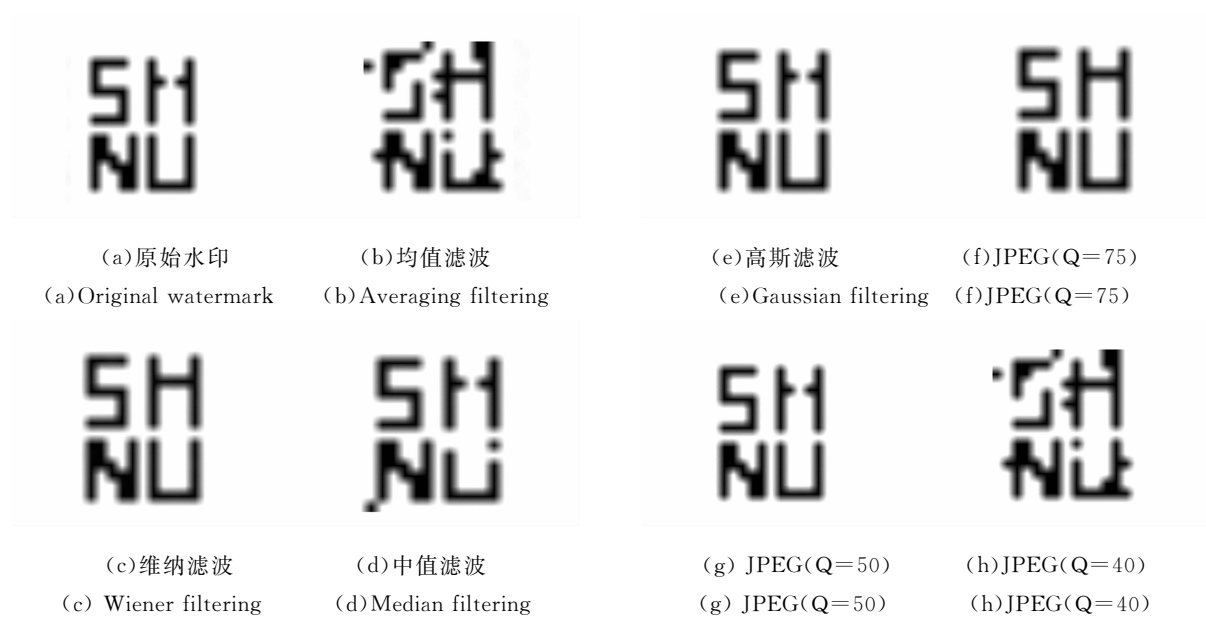 SH
NU
SH
NU
SH
NU
SH
NU
(a)原始水印
(b)均值滤波
(e)高斯滤波
(f)JPEG(Q=75)
(a)Original watermark
(b)Averaging filtering
(e)Gaussian filtering
(f)JPEG(Q=75)
SH
NU
SH
NU
SH
NU
SH
NU
(c)维纳滤波
(d)中值滤波
(g) JPEG(Q=50)
(h)JPEG(Q=40)
(c) Wiener filtering
(d)Median filtering
(g) JPEG(Q=50)
(h)JPEG(Q=40)